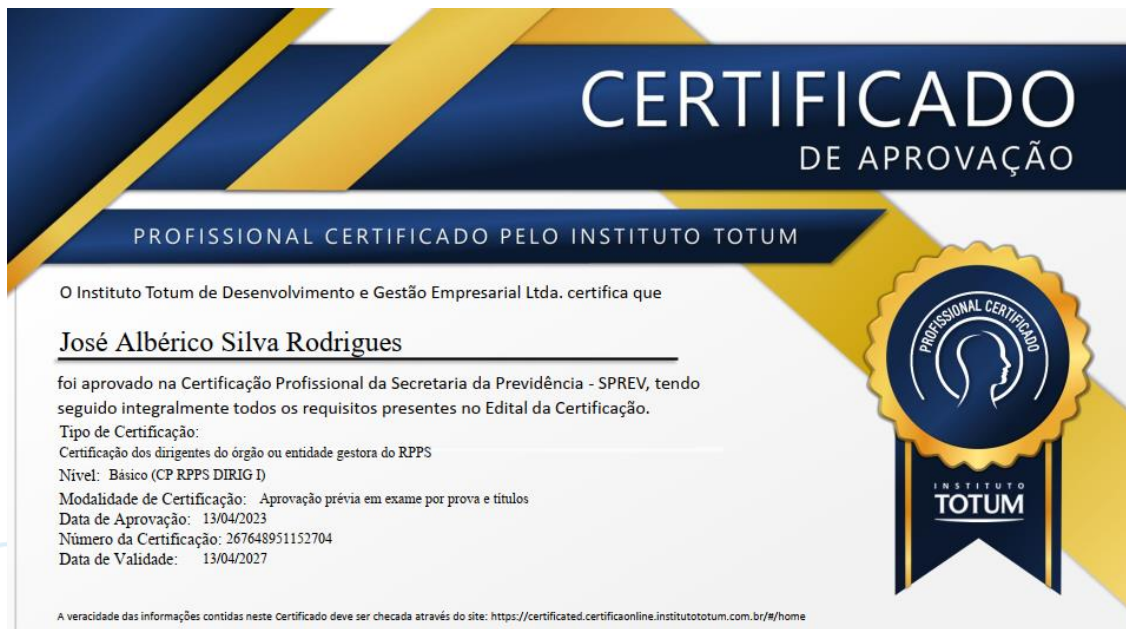 CERTIFICADO
DE APROVAÇÃO
PROFISSIONAL CERTIFICADO PELO INSTITUTO TOTUM
O Instituto Totum de Desenvolvimento e Gestão Empresarial Ltda. certifica que
José Albérico Silva Rodrigues
foi aprovado na Certificação Profissional da Secretaria da Previdência - SPREV, tendo
seguido integralmente todos os requisitos presentes no Edital da Certificação.
Tipo de Certificação:
Certificação dos dirigentes do órgão ou entidade gestora do RPPS
Nível: Básico (CP RPPS DIRIG I)
Modalidade de Certificação: Aprovação prévia em exame por prova e títulos
Data de Aprovação: 13/04/2023
Número da Certificação: 267648951152704
Data de Validade: 13/04/2027
PROFISSIONAL CERTIFICADO
INSTITUTO
TOTUM
A veracidade das informações contidas neste Certificado deve ser checada através do site: https://certificated.certificaonline.institutototum.com.br/#/home